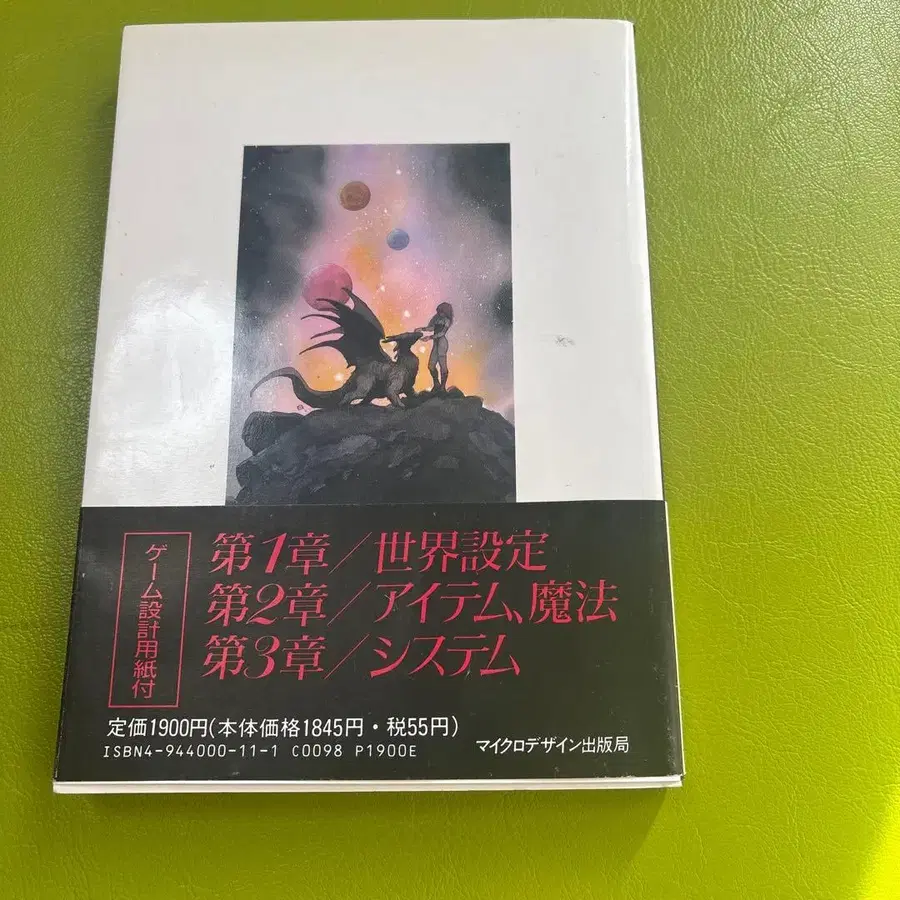 ゲーム設計用紙付
第1章／世界設定
第2章／アイテム、魔法
第3章／システム
定価1900円(本体価格1845円・税55円)
ISBN4-944000-11-1 C0098 P1900E
マイクロデザイン出版局